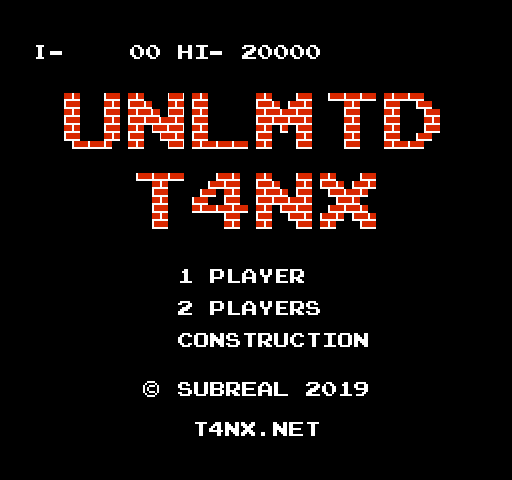 I-     00 HI- 20000
UNLMTD
T4NX
1 PLAYER
2 PLAYERS
CONSTRUCTION
© SUBREAL 2019
T4NX.NET